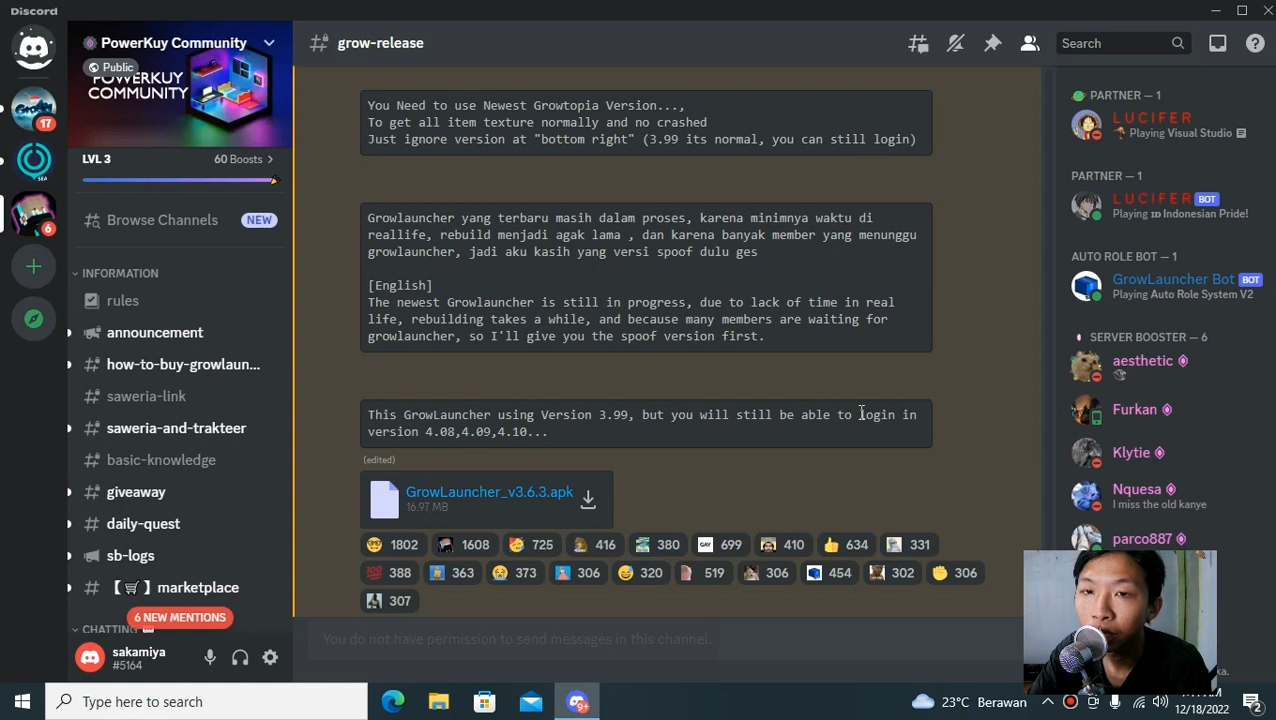 Discord
PowerKuy Community
Public
POWERKUY
COMMUNITY
LVL 3
60 Boosts
Browse Channels
NEW
INFORMATION
rules
announcement
how-to-buy-growlaun...
saweria-link
saweria-and-trakteer
basic-knowledge
giveaway
daily-quest
sb-logs
【🛒】marketplace
6 NEW MENTIONS
CHATTING
sakamiya
#5164
17
6
grow-release
Search
You Need to use Newest Growtopia Version...,
To get all item texture normally and no crashed
Just ignore version at "bottom right" (3.99 its normal, you can still login)
Growlauncher yang terbaru masih dalam proses, karena minimnya waktu di
reallife, rebuild menjadi agak lama , dan karena banyak member yang menunggu
growlauncher, jadi aku kasih yang versi spoof dulu ges
[English]
The newest Growlauncher is still in progress, due to lack of time in real
life, rebuilding takes a while, and because many members are waiting for
growlauncher, so I'll give you the spoof version first.
This GrowLauncher using Version 3.99, but you will still be able to login in
version 4.08,4.09,4.10...
(edited)
GrowLauncher_v3.6.3.apk
16.97 MB
1802 1608 725 416 380 GAY 699 410 634 331
388 363 373 306 320 519 306 454 302 306
307
You do not have permission to send messages in this channel.
PARTNER — 1
LUCIFER
Playing Visual Studio
PARTNER — 1
LUCIFER BOT
Playing Indonesian Pride!
AUTO ROLE BOT — 1
GrowLauncher Bot BOT
Playing Auto Role System V2
SERVER BOOSTER — 6
aesthetic
Furkan
Klytie
Nquesa
I miss the old kanye
parco887
Type here to search
9+
23°C Berawan
12/18/2022
2